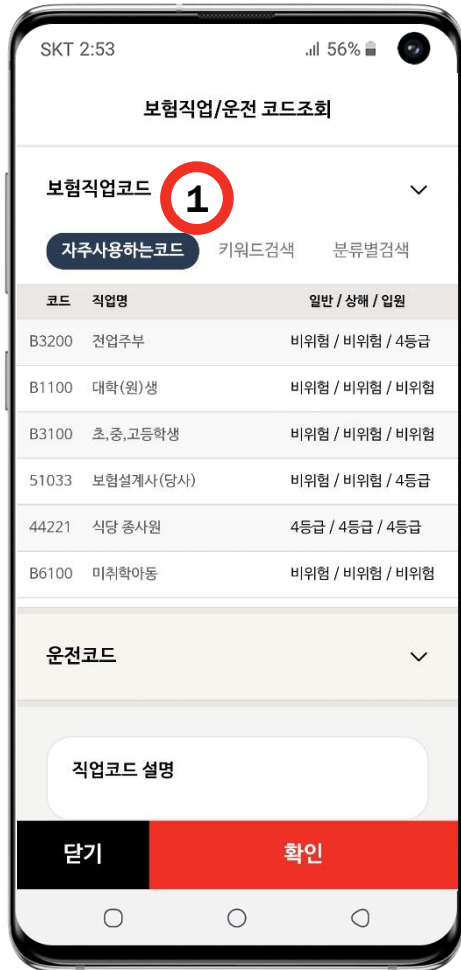 SKT 2:53 56%
보험직업/운전 코드조회
보험직업코드 1
자주사용하는코드 키워드검색 분류별검색
코드 직업명 일반 / 상해 / 입원
B3200 전업주부 비위험 / 비위험 / 4등급
B1100 대학(원)생 비위험 / 비위험 / 비위험
B3100 초,중,고등학생 비위험 / 비위험 / 비위험
51033 보험설계사(당사) 비위험 / 비위험 / 4등급
44221 식당 종사원 4등급 / 4등급 / 4등급
B6100 미취학아동 비위험 / 비위험 / 비위험
운전코드
직업코드 설명
닫기 확인